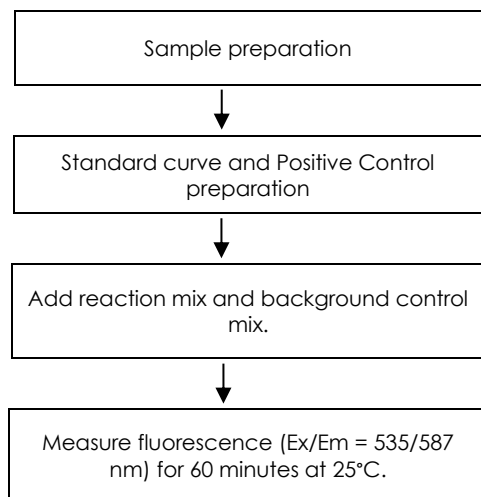 Sample preparation
Standard curve and Positive Control
preparation
Add reaction mix and background control
mix.
Measure fluorescence (Ex/Em = 535/587
nm) for 60 minutes at 25°C.